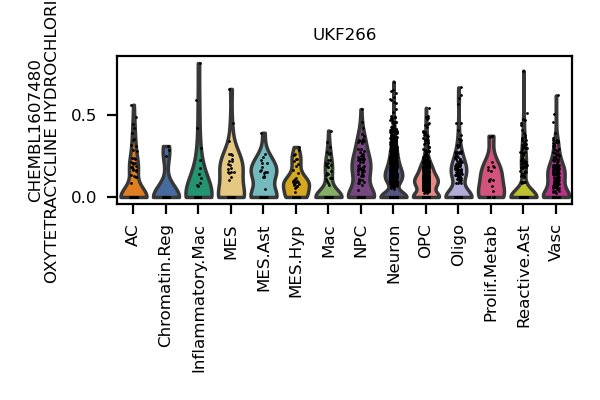 UKF266
CHEMBL1607480
OXYTETRACYCLINE HYDROCHLORI
0.5
0.0
AC
Chromatin.Reg
Inflammatory.Mac
MES
MES.Ast
MES.Hyp
Mac
NPC
Neuron
OPC
Oligo
Prolif.Metab
Reactive.Ast
Vasc